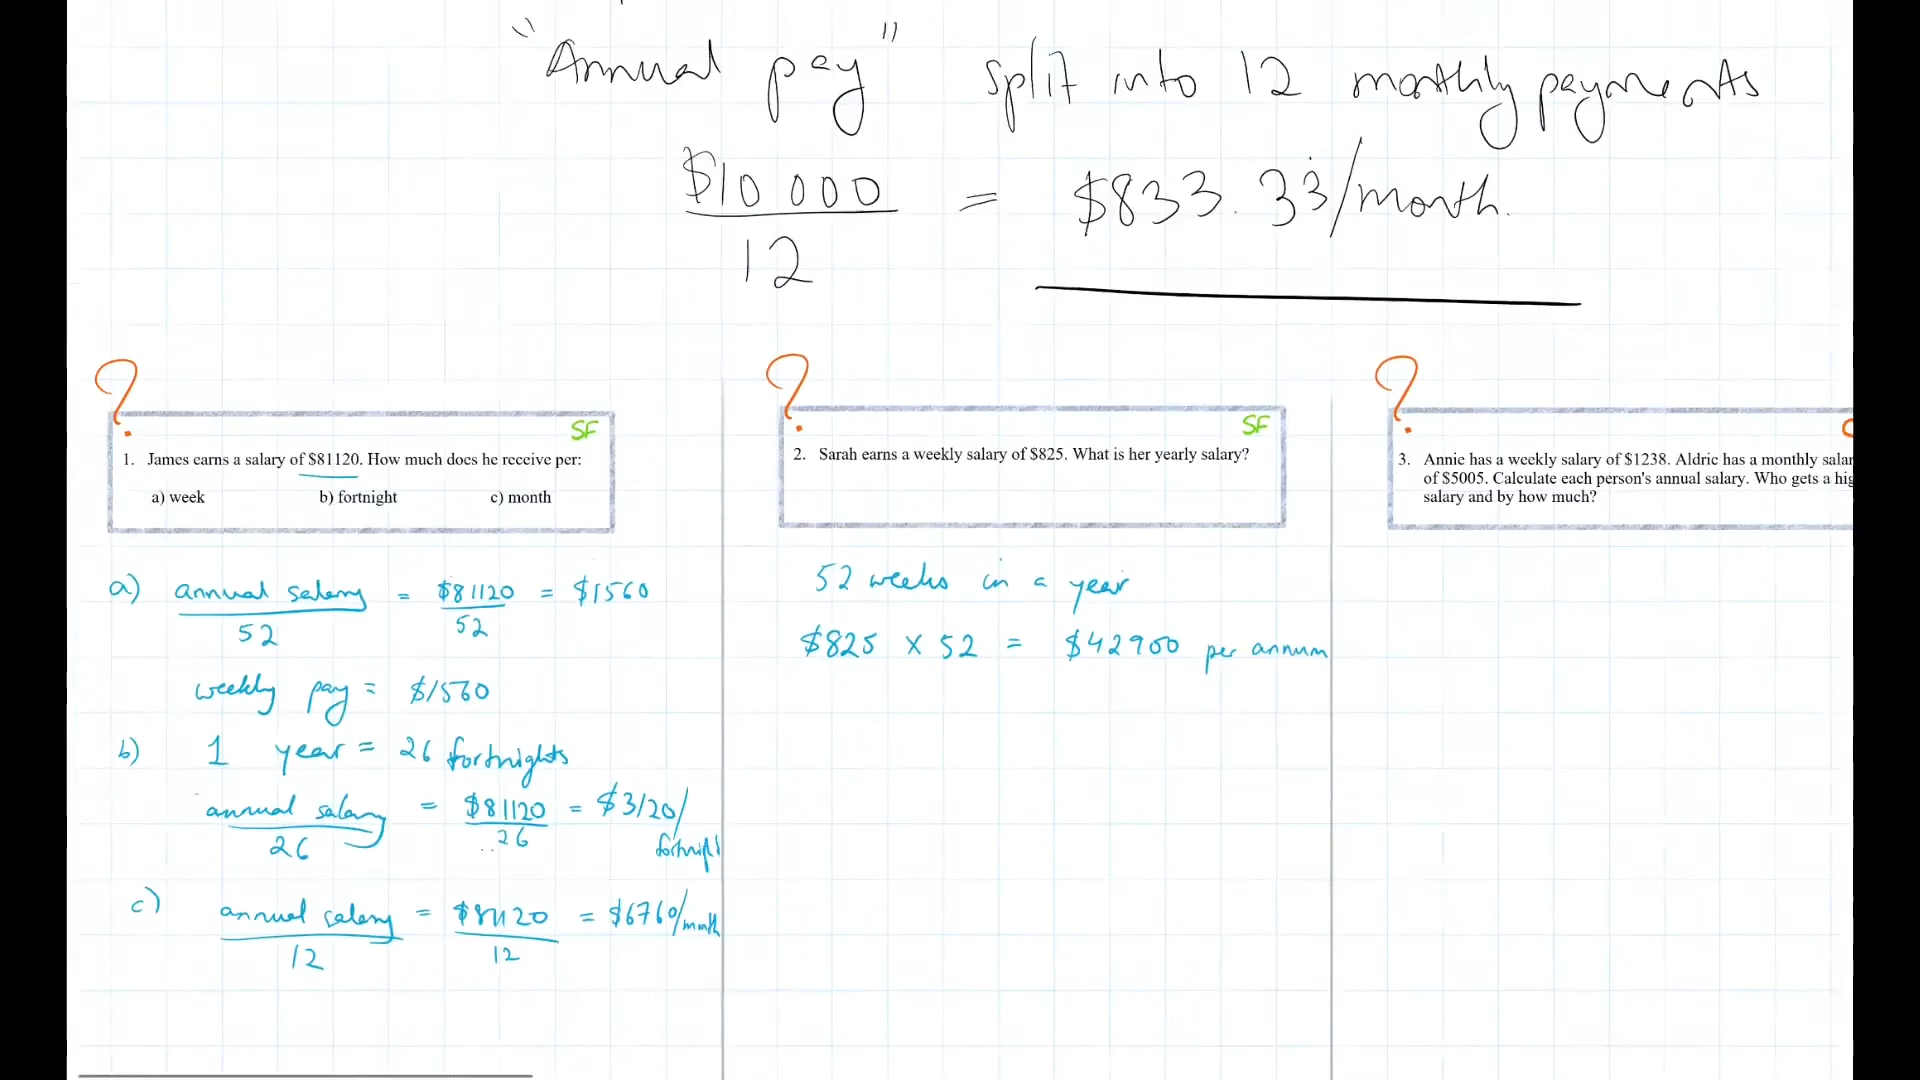 "Annual pay" split into 12 monthly payments
$10 000
12
= $833.33/month.
?
SF
1. James earns a salary of $81120. How much does he receive per:
a) week b) fortnight c) month
a) annual salary = $81120 = $1560
52 52
weekly pay = $1560
b) 1 year = 26 fortnights
annual salary = $81120 = $3120/
26 26 fortnight
c) annual salary = $81120 = $6760/month
12 12
?
SF
2. Sarah earns a weekly salary of $825. What is her yearly salary?
52 weeks in a year
$825 x 52 = $42900 per annum
?
3. Annie has a weekly salary of $1238. Aldric has a monthly salar
of $5005. Calculate each person's annual salary. Who gets a hig
salary and by how much?